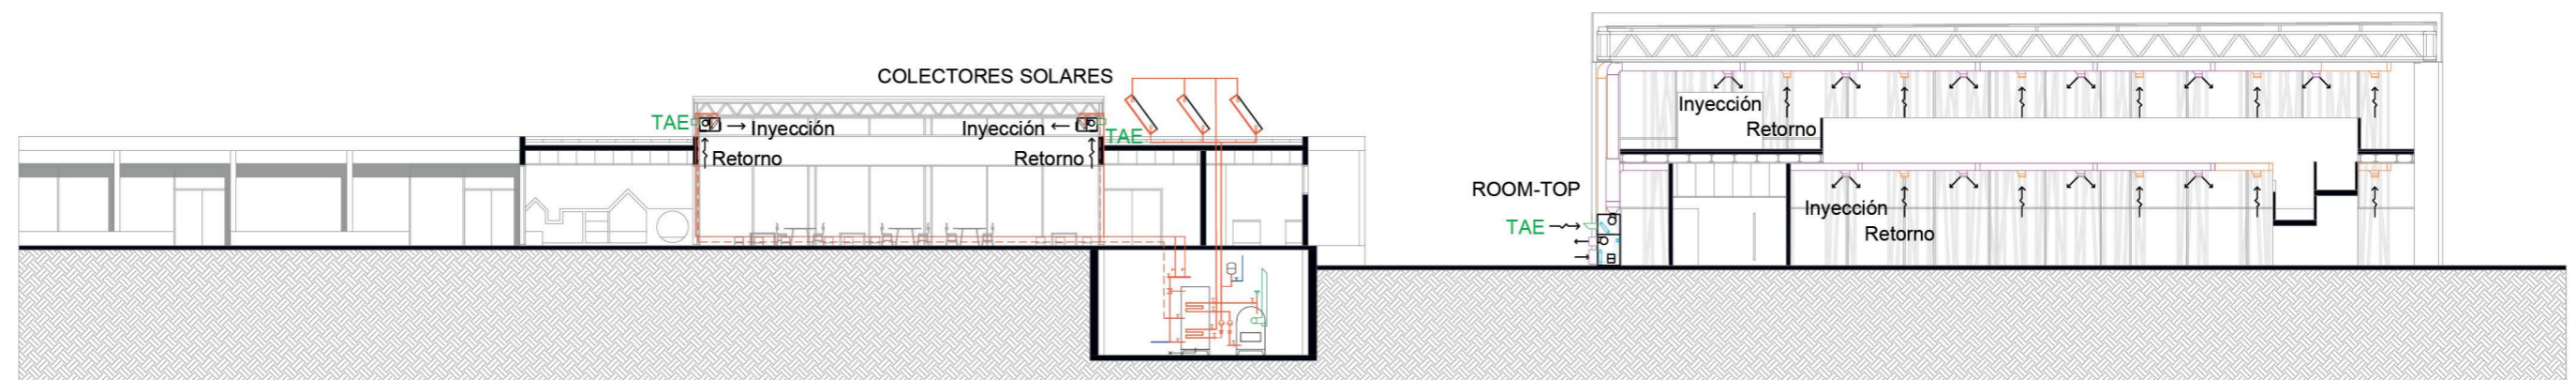 COLECTORES SOLARES
TAE
Inyección
Inyección
TAE
Retorno
Retorno
Inyección
Retorno
ROOM-TOP
TAE
Inyección
Retorno